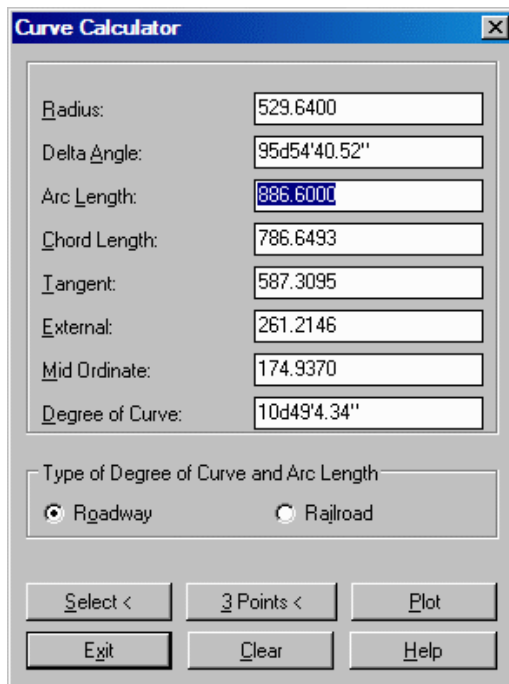 Curve Calculator
Radius: 529.6400
Delta Angle: 95d54'40.52"
Arc Length: 886.6000
Chord Length: 786.6493
Tangent: 587.3095
External: 261.2146
Mid Ordinate: 174.9370
Degree of Curve: 10d49'4.34"
Type of Degree of Curve and Arc Length
Roadway Railroad
Select < 3 Points < Plot
Exit Clear Help